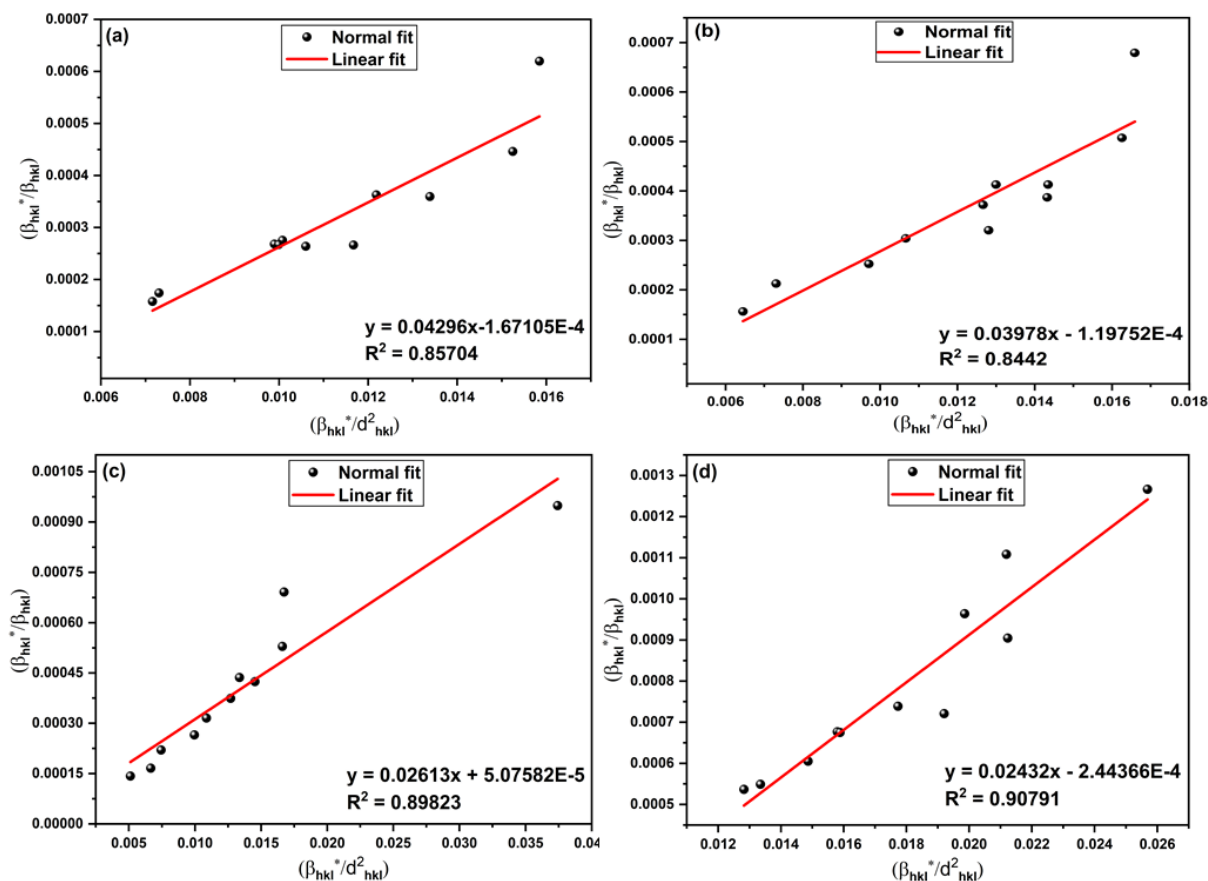 (a)
Normal fit
Linear fit
0.0007
0.0006
0.0005
0.0004
0.0003
0.0002
0.0001
(βhkl*/βhkl)
y = 0.04296x-1.67105E-4
R² = 0.85704
0.006 0.008 0.010 0.012 0.014 0.016
(βhkl*/d²hkl)
(b)
Normal fit
Linear fit
0.0007
0.0006
0.0005
0.0004
0.0003
0.0002
0.0001
(βhkl*/βhkl)
y = 0.03978x - 1.19752E-4
R² = 0.8442
0.006 0.008 0.010 0.012 0.014 0.016 0.018
(βhkl*/d²hkl)
(c)
Normal fit
Linear fit
0.00105
0.00090
0.00075
0.00060
0.00045
0.00030
0.00015
0.00000
(βhkl*/βhkl)
y = 0.02613x + 5.07582E-5
R² = 0.89823
0.005 0.010 0.015 0.020 0.025 0.030 0.035 0.04
(βhkl*/d²hkl)
(d)
Normal fit
Linear fit
0.0013
0.0012
0.0011
0.0010
0.0009
0.0008
0.0007
0.0006
0.0005
(βhkl*/βhkl)
y = 0.02432x - 2.44366E-4
R² = 0.90791
0.012 0.014 0.016 0.018 0.020 0.022 0.024 0.026
(βhkl*/d²hkl)